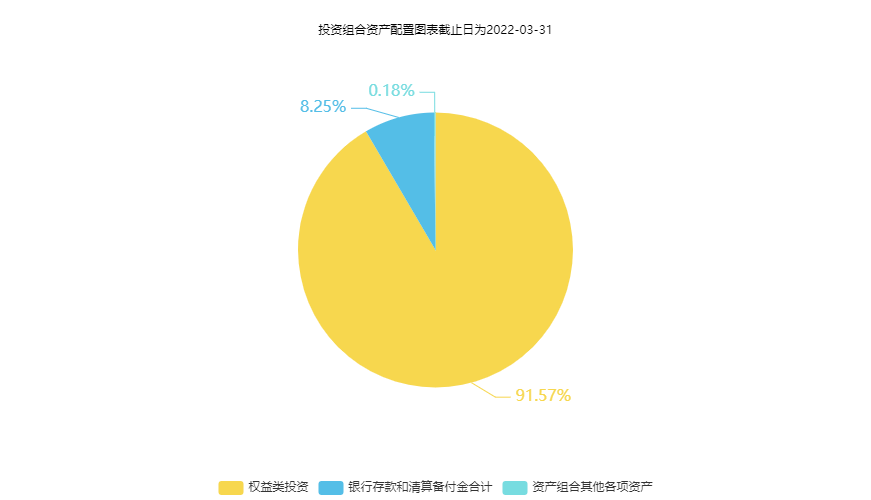 投资组合资产配置图表截止日为2022-03-31
0.18%
8.25%
91.57%
权益类投资 银行存款和清算备付金合计 资产组合其他各项资产